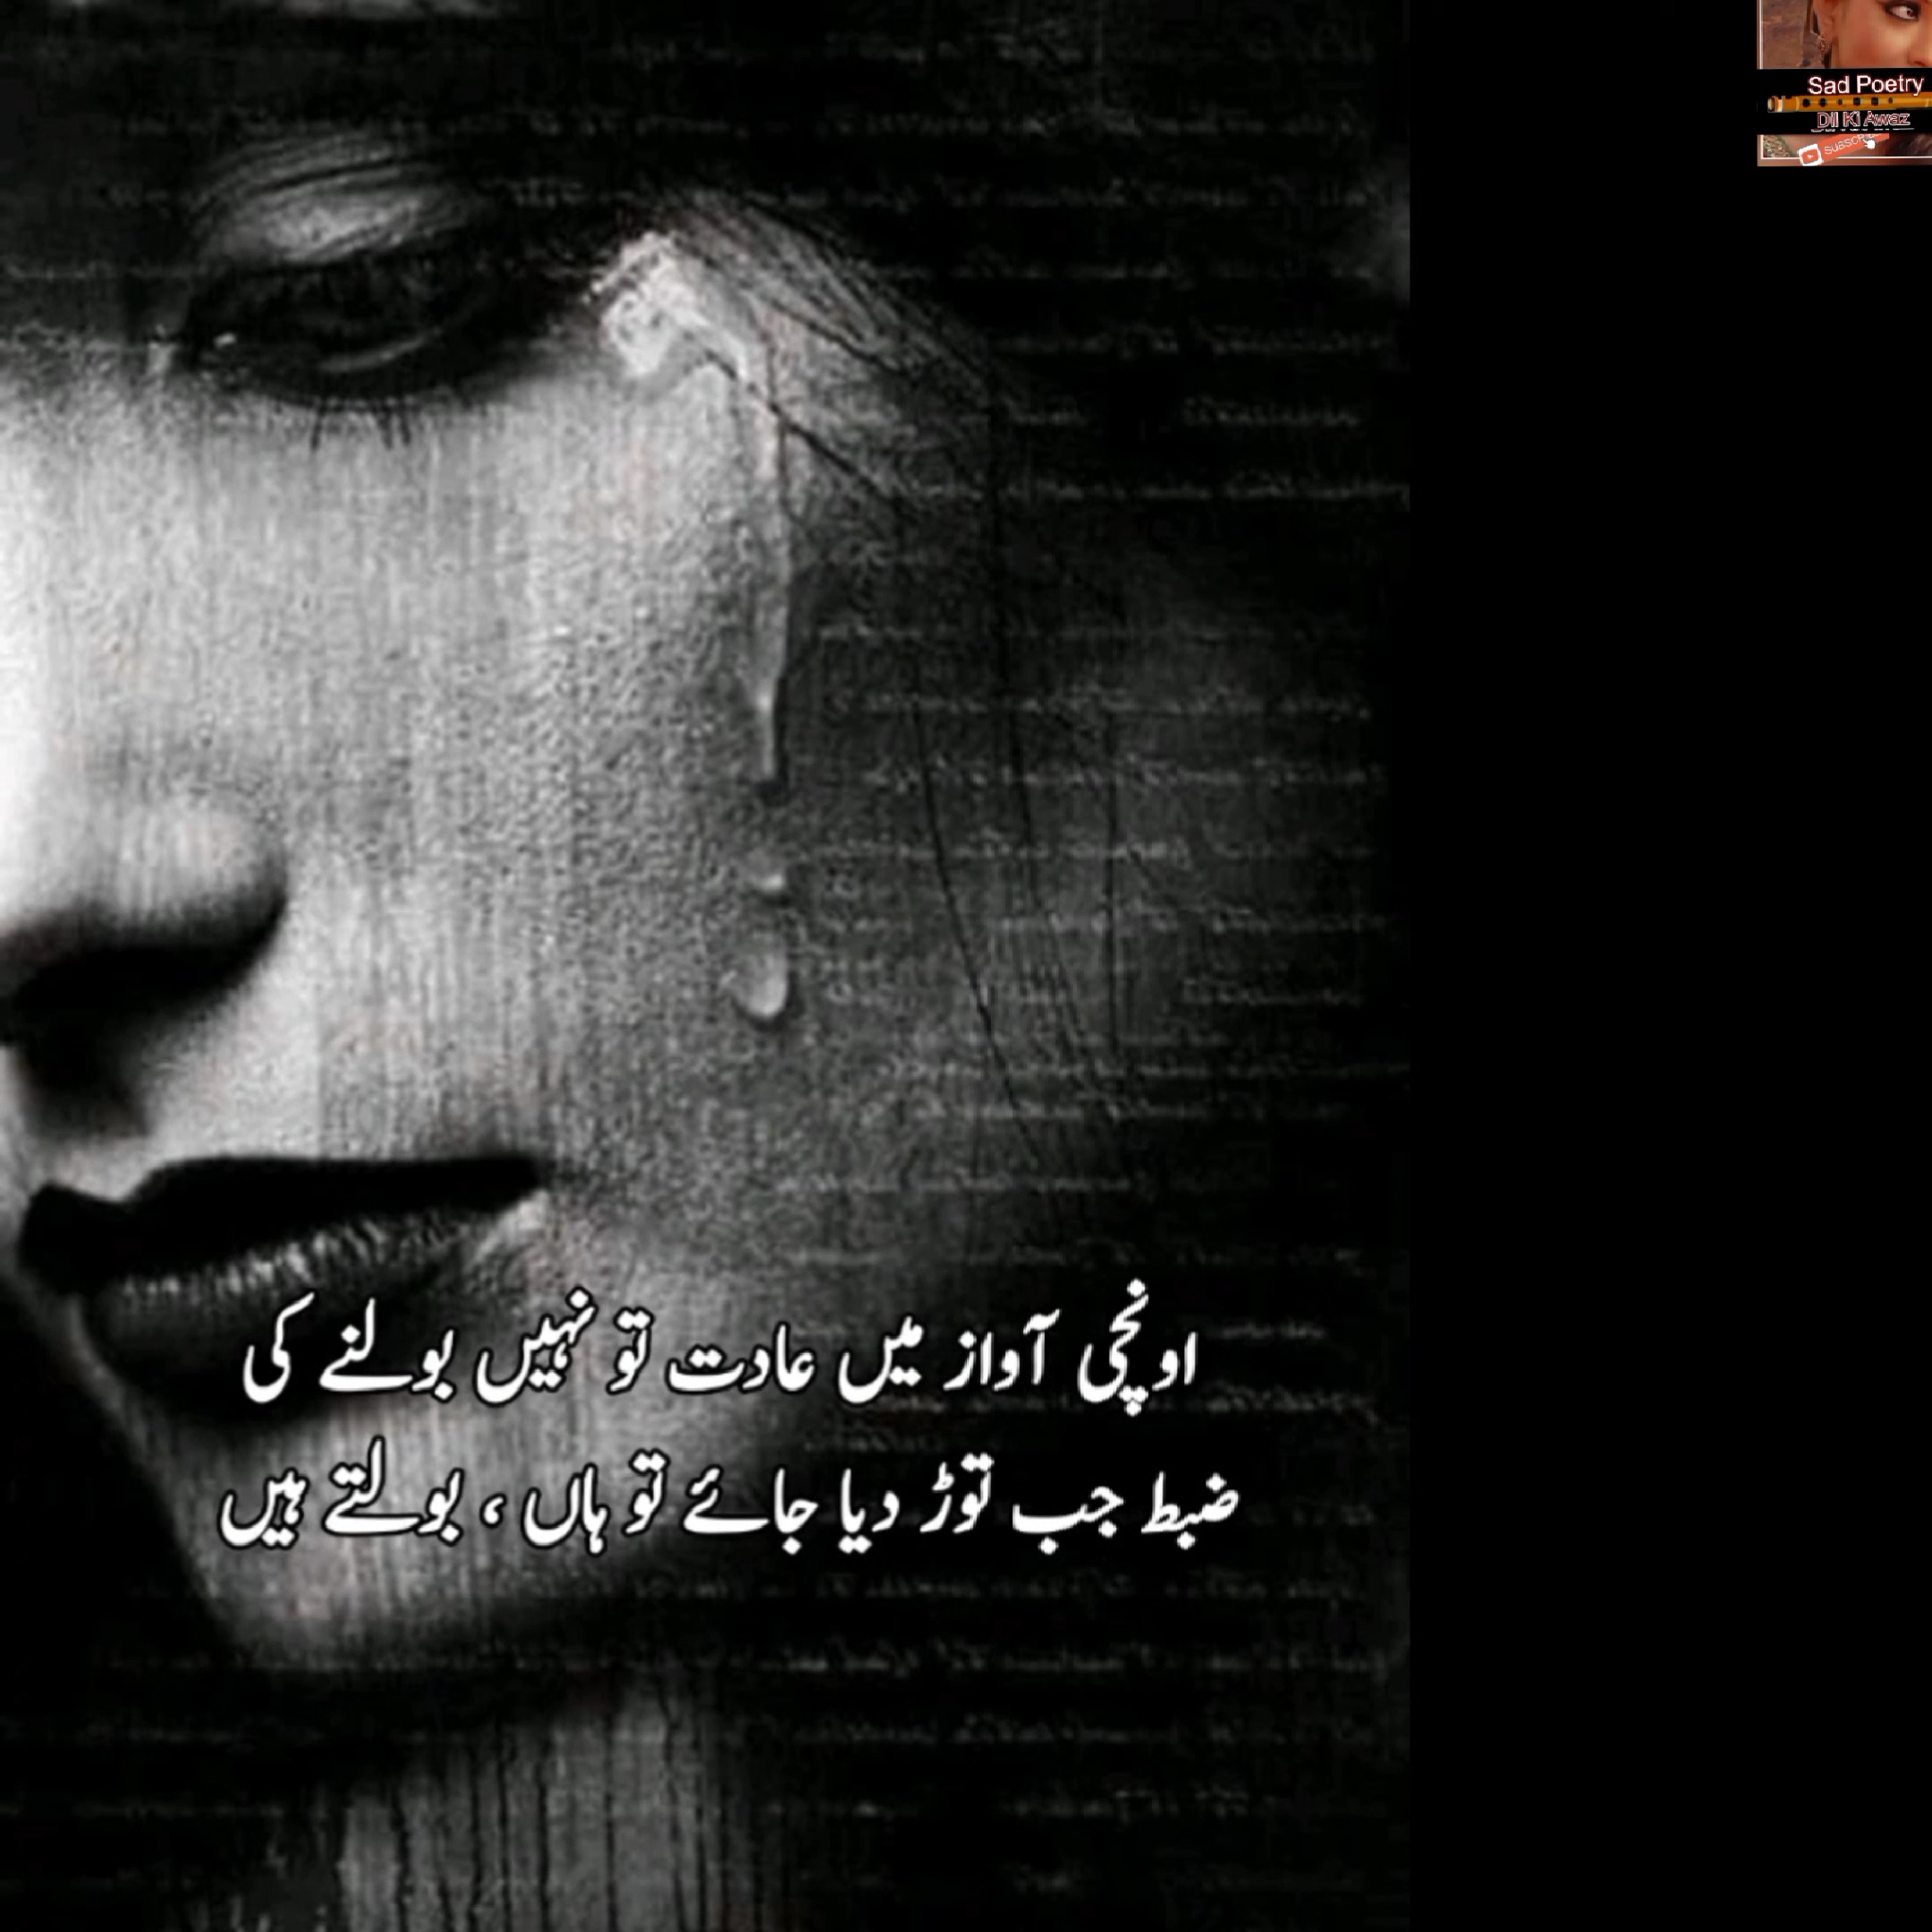 Sad Poetry
Dil Ki Awaz
SUBSCRIBE
اونچی آواز میں عادت تو نہیں بولنے کی
ضبط جب توڑ دیا جائے تو ہاں ، بولتے ہیں